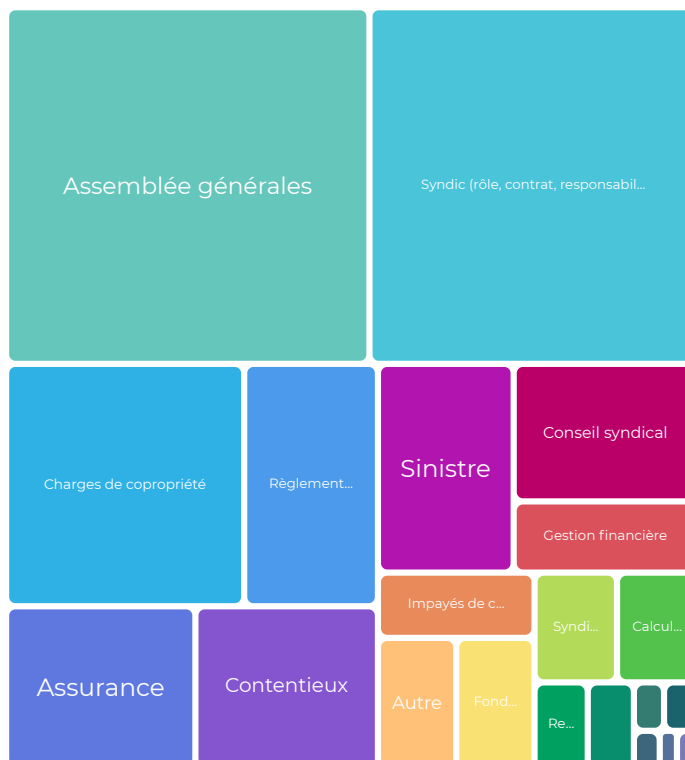 Assemblée générales
Syndic (rôle, contrat, responsabil...
Charges de copropriété
Règlement...
Sinistre
Conseil syndical
Gestion financière
Impayés de c...
Syndi...
Calcul...
Assurance
Contentieux
Autre
Fond...
Re...